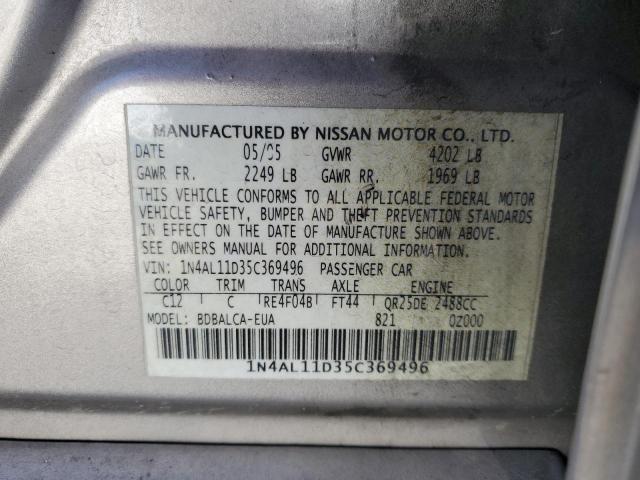 MANUFACTURED BY NISSAN MOTOR CO., LTD.
DATE 05/05 GVWR 4202 LB
GAWR FR. 2249 LB GAWR RR. 1969 LB
THIS VEHICLE CONFORMS TO ALL APPLICABLE FEDERAL MOTOR
VEHICLE SAFETY, BUMPER AND THEFT PREVENTION STANDARDS
IN EFFECT ON THE DATE OF MANUFACTURE SHOWN ABOVE.
SEE OWNERS MANUAL FOR ADDITIONAL INFORMATION.
VIN: 1N4AL11D35C369496 PASSENGER CAR
COLOR TRIM TRANS AXLE ENGINE
C12 C RE4F04B FT44 QR25DE 2488CC
MODEL: BDBALCA-EUA 821 0Z000
1N4AL11D35C369496